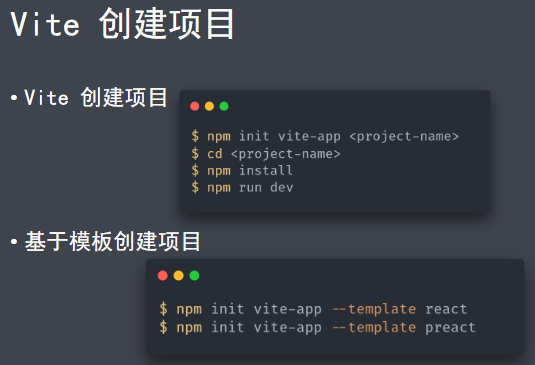 Vite 创建项目
• Vite 创建项目
$ npm init vite-app <project-name>
$ cd <project-name>
$ npm install
$ npm run dev
• 基于模板创建项目
$ npm init vite-app --template react
$ npm init vite-app --template preact